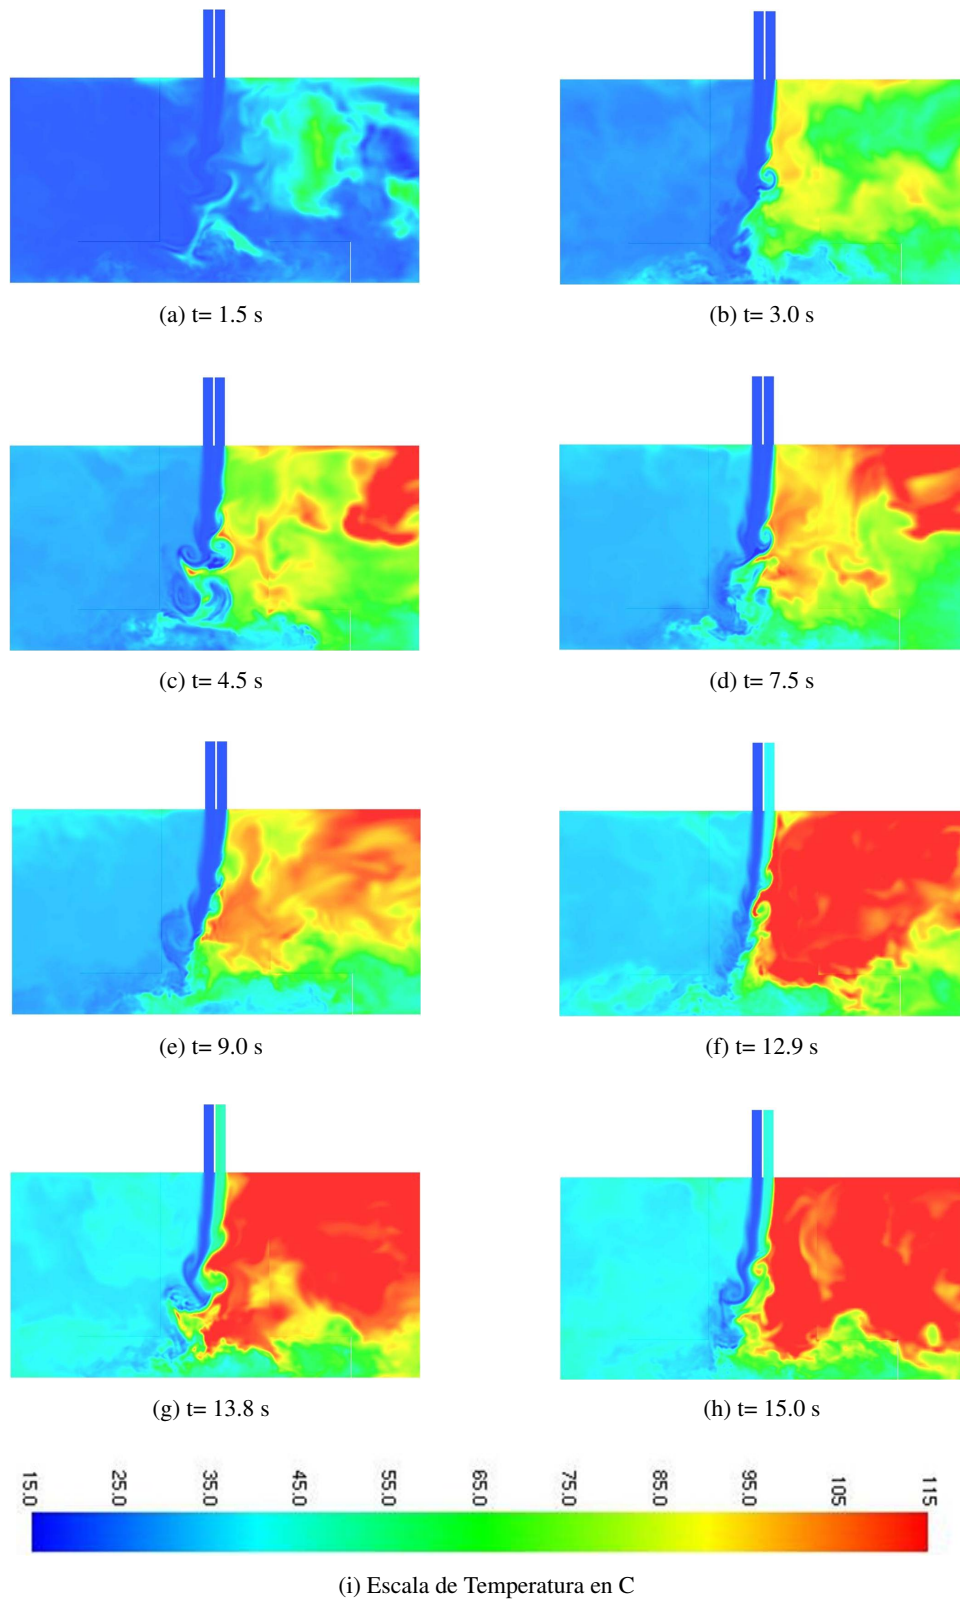 (a) t= 1.5 s
(b) t= 3.0 s
(c) t= 4.5 s
(d) t= 7.5 s
(e) t= 9.0 s
(f) t= 12.9 s
(g) t= 13.8 s
(h) t= 15.0 s
15.0 25.0 35.0 45.0 55.0 65.0 75.0 85.0 95.0 105 115
(i) Escala de Temperatura en C